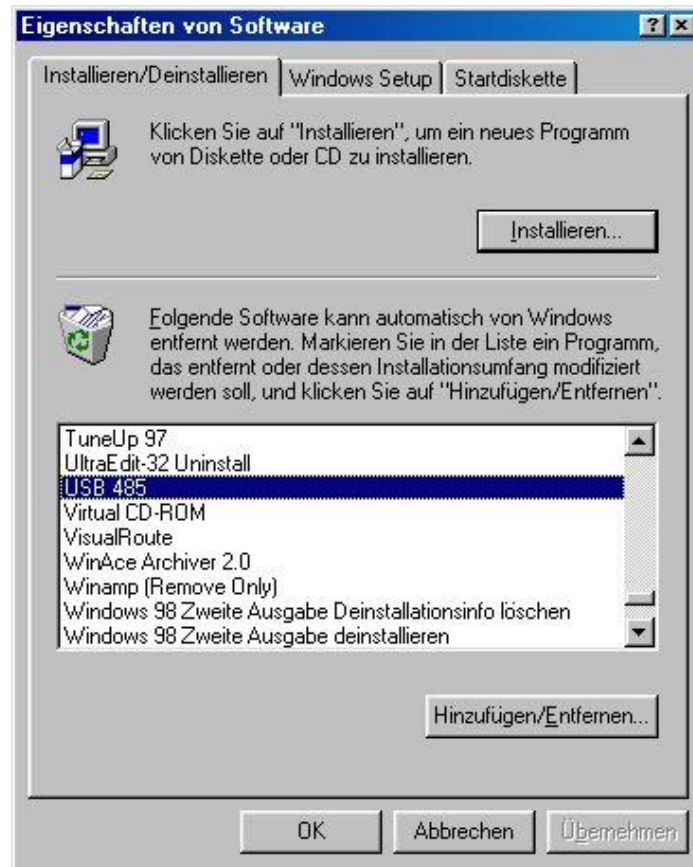 Eigenschaften von Software
Installieren/Deinstallieren
Windows Setup
Startdiskette
Klicken Sie auf "Installieren", um ein neues Programm
von Diskette oder CD zu installieren.
Installieren...
Folgende Software kann automatisch von Windows
entfernt werden. Markieren Sie in der Liste ein Programm,
das entfernt oder dessen Installationsumfang modifiziert
werden soll, und klicken Sie auf "Hinzufügen/Entfernen".
TuneUp 97
UltraEdit-32 Uninstall
USB 485
Virtual CD-ROM
VisualRoute
WinAce Archiver 2.0
Winamp (Remove Only)
Windows 98 Zweite Ausgabe Deinstallationsinfo löschen
Windows 98 Zweite Ausgabe deinstallieren
Hinzufügen/Entfernen...
OK
Abbrechen
Übernehmen